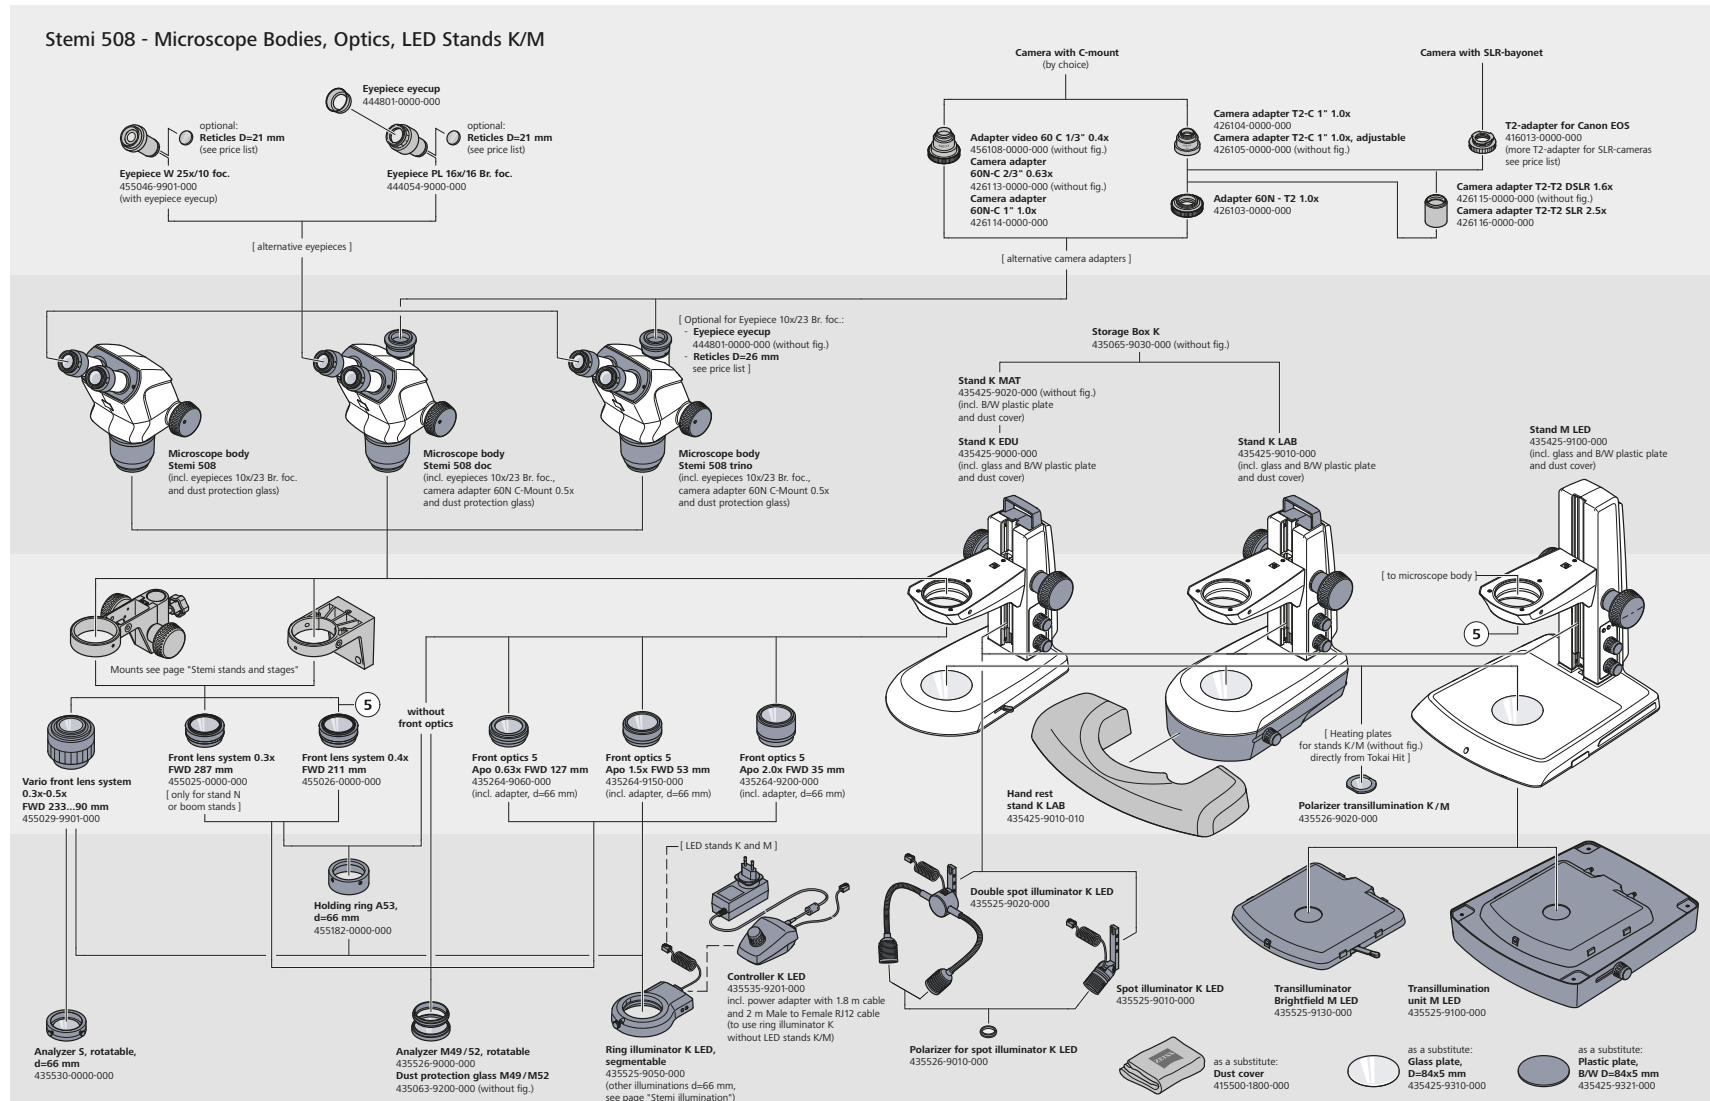 Stemi 508 - Microscope Bodies, Optics, LED Stands K/M
Eyepiece eyecup
444801-0000-000
optional:
Reticles D=21 mm
(see price list)
optional:
Reticles D=21 mm
(see price list)
Eyepiece W 25x/10 foc.
455046-9901-000
(with eyepiece eyecup)
Eyepiece PL 16x/16 Br. foc.
444054-9000-000
[ alternative eyepieces ]
Camera with C-mount
(by choice)
Camera with SLR-bayonet
Adapter video 60 C 1/3" 0.4x
456108-0000-000 (without fig.)
Camera adapter
60N-C 2/3" 0.63x
426113-0000-000 (without fig.)
Camera adapter
60N-C 1" 1.0x
426114-0000-000
Camera adapter T2-C 1" 1.0x
426104-0000-000
Camera adapter T2-C 1" 1.0x, adjustable
426105-0000-000 (without fig.)
Adapter 60N - T2 1.0x
426103-0000-000
T2-adapter for Canon EOS
416013-0000-000
(more T2-adapter for SLR-cameras
see price list)
Camera adapter T2-T2 DSLR 1.6x
426115-0000-000 (without fig.)
Camera adapter T2-T2 SLR 2.5x
426116-0000-000
[ alternative camera adapters ]
[ Optional for Eyepiece 10x/23 Br. foc.:
- Eyepiece eyecup
444801-0000-000 (without fig.)
- Reticles D=26 mm
see price list ]
Microscope body
Stemi 508
(incl. eyepieces 10x/23 Br. foc.
and dust protection glass)
Microscope body
Stemi 508 doc
(incl. eyepieces 10x/23 Br. foc.,
camera adapter 60N C-Mount 0.5x
and dust protection glass)
Microscope body
Stemi 508 trino
(incl. eyepieces 10x/23 Br. foc.,
camera adapter 60N C-Mount 0.5x
and dust protection glass)
Storage Box K
435065-9030-000 (without fig.)
Stand K MAT
435425-9020-000 (without fig.)
(incl. B/W plastic plate
and dust cover)
Stand K EDU
435425-9000-000
(incl. glass and B/W plastic plate
and dust cover)
Stand K LAB
435425-9010-000
(incl. glass and B/W plastic plate
and dust cover)
Stand M LED
435425-9100-000
(incl. glass and B/W plastic plate
and dust cover)
[ to microscope body ]
5
Mounts see page "Stemi stands and stages"
5
without
front optics
Vario front lens system
0.3x-0.5x
FWD 233...90 mm
455029-9901-000
Front lens system 0.3x
FWD 287 mm
455025-0000-000
[ only for stand N
or boom stands ]
Front lens system 0.4x
FWD 211 mm
455026-0000-000
Front optics 5
Apo 0.63x FWD 127 mm
435264-9060-000
(incl. adapter, d=66 mm)
Front optics 5
Apo 1.5x FWD 53 mm
435264-9150-000
(incl. adapter, d=66 mm)
Front optics 5
Apo 2.0x FWD 35 mm
435264-9200-000
(incl. adapter, d=66 mm)
Hand rest
stand K LAB
435425-9010-010
[ Heating plates
for stands K/M (without fig.)
directly from Tokai Hit ]
Polarizer transillumination K/M
435526-9020-000
Holding ring A53,
d=66 mm
455182-0000-000
[ LED stands K and M ]
Controller K LED
435535-9201-000
incl. power adapter with 1.8 m cable
and 2 m Male to Female RJ12 cable
(to use ring illuminator K
without LED stands K/M)
Double spot illuminator K LED
435525-9020-000
Spot illuminator K LED
435525-9010-000
Transilluminator
Brightfield M LED
435525-9130-000
Transillumination
unit M LED
435525-9100-000
Analyzer S, rotatable,
d=66 mm
435530-0000-000
Analyzer M49/52, rotatable
435526-9000-000
Dust protection glass M49/M52
435063-9200-000 (without fig.)
Ring illuminator K LED,
segmentable
435525-9050-000
(other illuminations d=66 mm,
see page "Stemi illumination")
Polarizer for spot illuminator K LED
435526-9010-000
ZEISS
as a substitute:
Dust cover
415500-1800-000
as a substitute:
Glass plate,
D=84x5 mm
435425-9310-000
as a substitute:
Plastic plate,
B/W D=84x5 mm
435425-9321-000